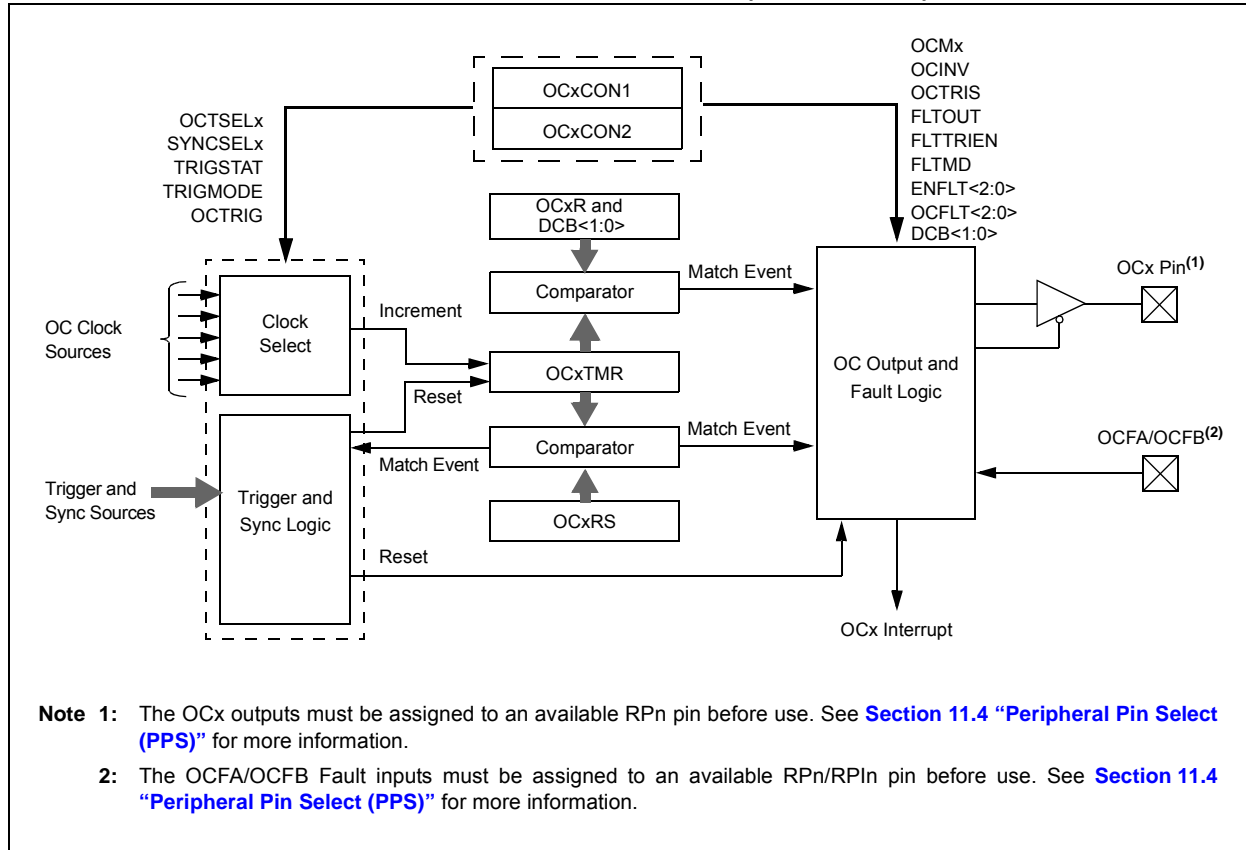 OCxCON1
OCxCON2
OCTSELx
SYNCSELx
TRIGSTAT
TRIGMODE
OCTRIG
OCMx
OCINV
OCTRIS
FLTOUT
FLTTRIEN
FLTMD
ENFLT<2:0>
OCFLT<2:0>
DCB<1:0>
OCxR and
DCB<1:0>
Match Event
OCx Pin(1)
Comparator
OC Clock
Sources
Clock
Select
Increment
OCxTMR
Reset
OC Output and
Fault Logic
Match Event
Comparator
Match Event
OCFA/OCFB(2)
Trigger and
Sync Sources
Trigger and
Sync Logic
OCxRS
Reset
OCx Interrupt
Note 1: The OCx outputs must be assigned to an available RPn pin before use. See Section 11.4 “Peripheral Pin Select
(PPS)” for more information.
2: The OCFA/OCFB Fault inputs must be assigned to an available RPn/RPIn pin before use. See Section 11.4
“Peripheral Pin Select (PPS)” for more information.